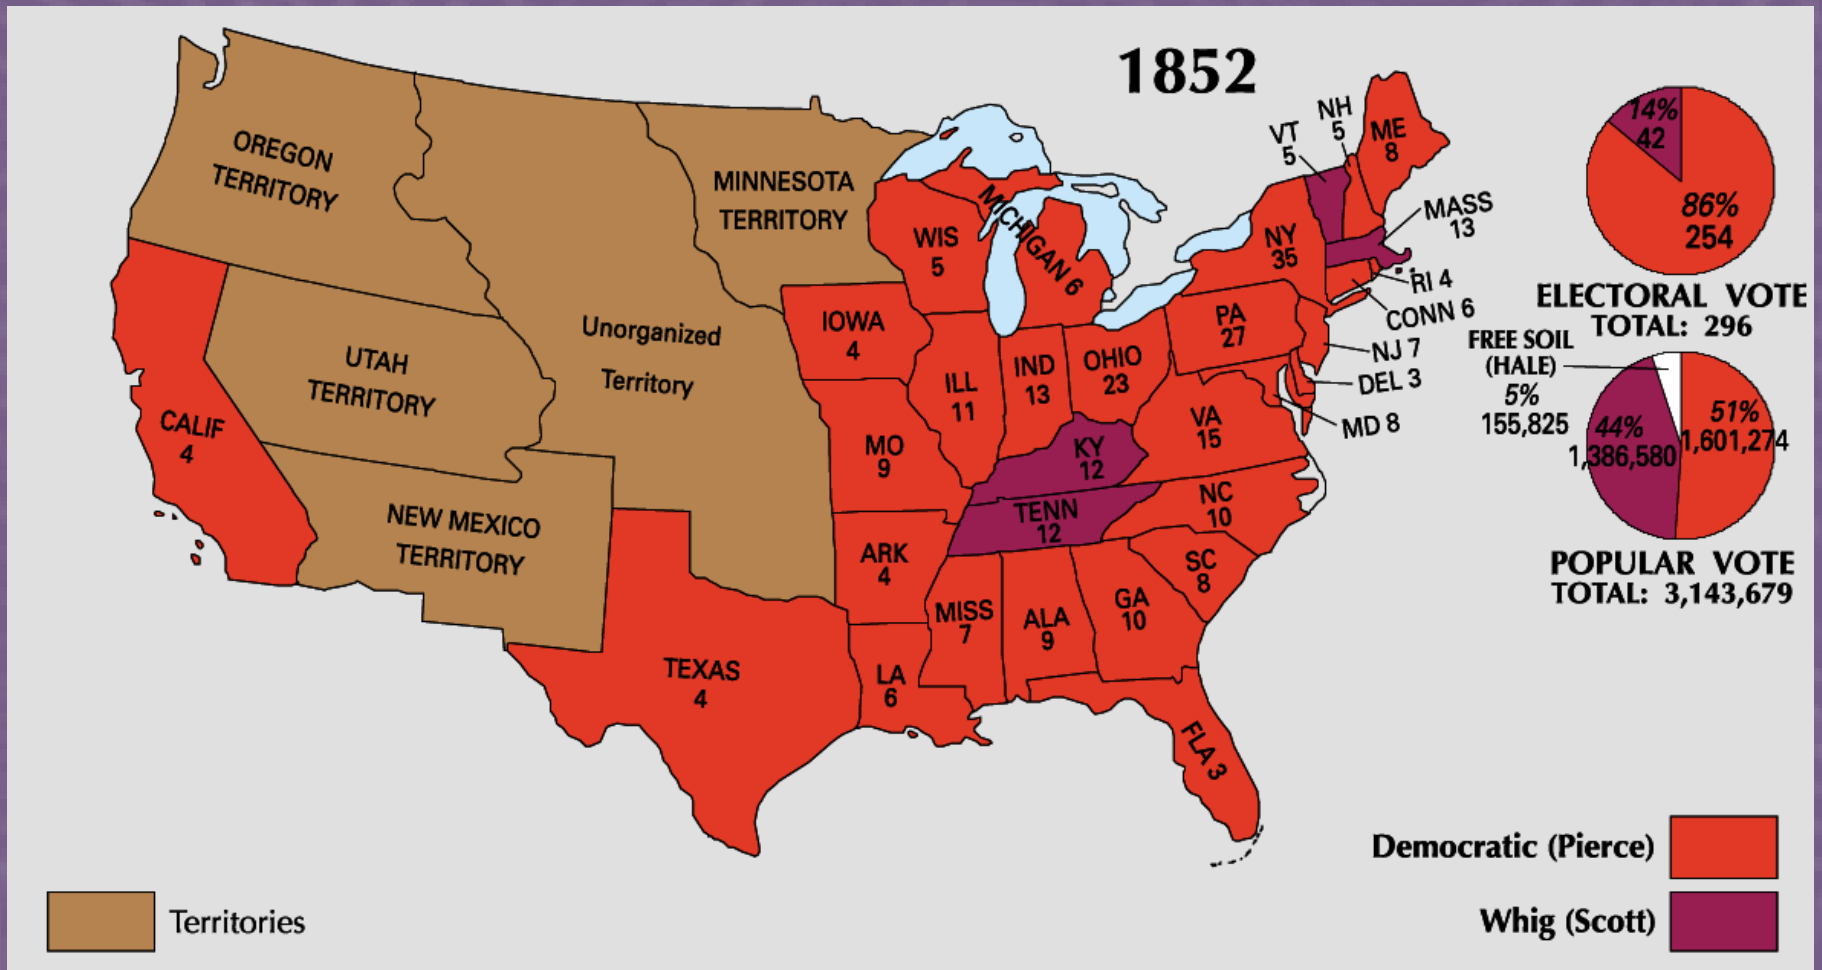 1852
OREGON
TERRITORY
MINNESOTA
TERRITORY
UTAH
TERRITORY
Unorganized
Territory
NEW MEXICO
TERRITORY
CALIF
4
TEXAS
4
WIS
5
MICHIGAN 6
IOWA
4
ILL
11
IND
13
OHIO
23
MO
9
KY
12
TENN
12
ARK
4
LA
6
MISS
7
ALA
9
GA
10
FLA 3
SC
8
NC
10
VA
15
PA
27
NY
35
VT
5
NH
5
ME
8
MASS
13
RI 4
CONN 6
NJ 7
DEL 3
MD 8
14%
42
86%
254
ELECTORAL VOTE
TOTAL: 296
FREE SOIL
(HALE)
5%
155,825
44%
1,386,580
51%
1,601,274
POPULAR VOTE
TOTAL: 3,143,679
Democratic (Pierce)
Whig (Scott)
Territories